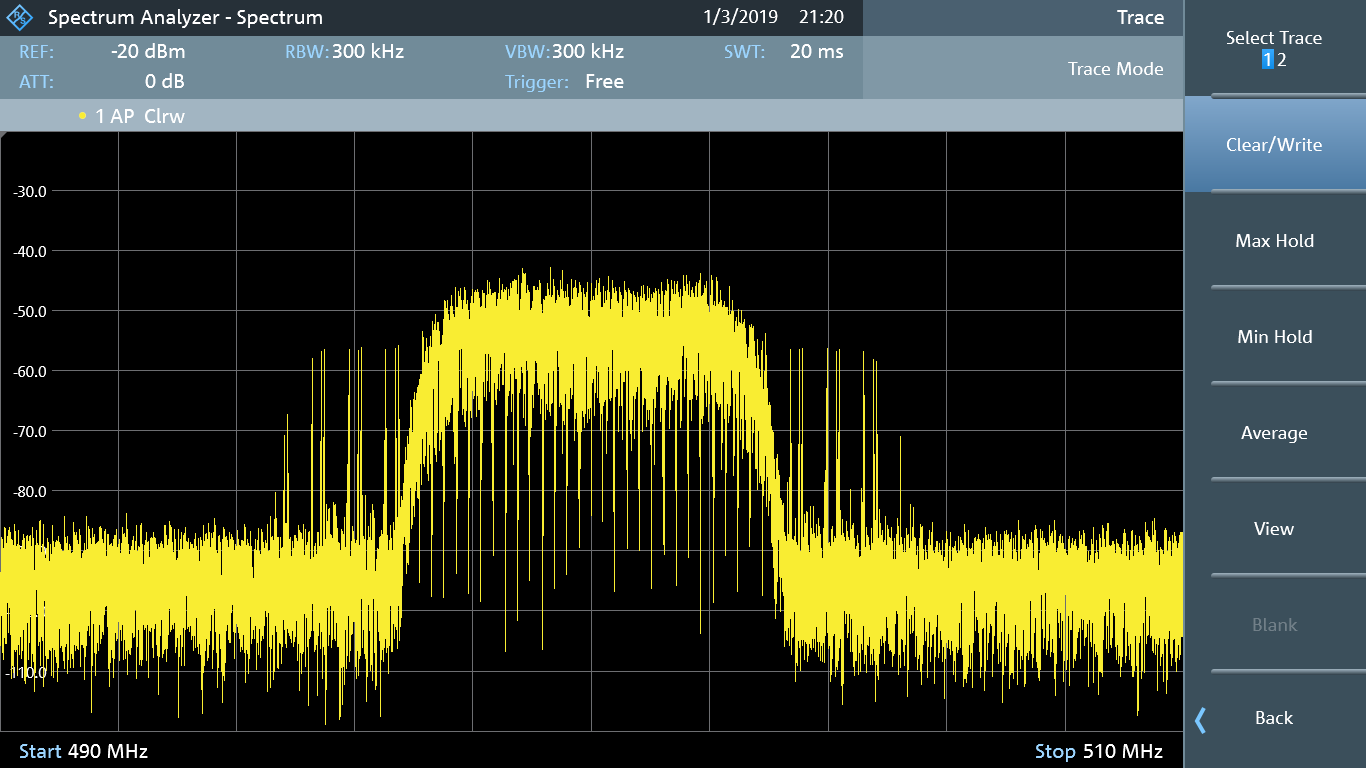 Spectrum Analyzer - Spectrum 1/3/2019 21:20 Trace
REF: -20 dBm RBW: 300 kHz VBW: 300 kHz SWT: 20 ms
ATT: 0 dB Trigger: Free
Trace Mode
1 AP Clrw
-30.0
-40.0
-50.0
-60.0
-70.0
-80.0
-110.0
Start 490 MHz Stop 510 MHz
Select Trace
1 2
Clear/Write
Max Hold
Min Hold
Average
View
Blank
Back